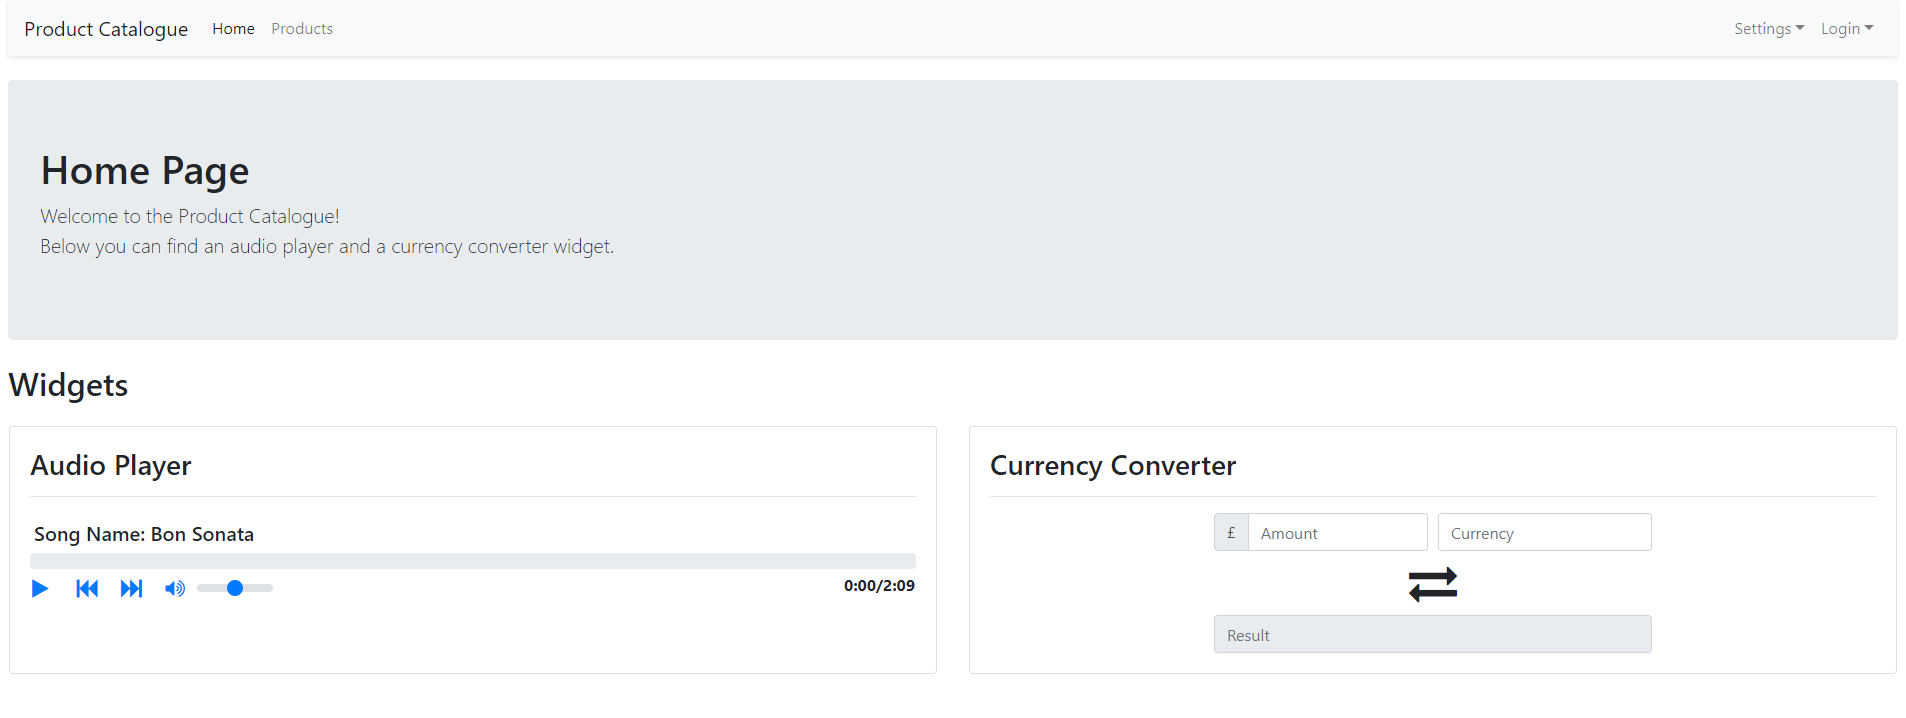 Product Catalogue Home Products Settings Login
Home Page
Welcome to the Product Catalogue!
Below you can find an audio player and a currency converter widget.
Widgets
Audio Player
Song Name: Bon Sonata
0:00/2:09
Currency Converter
£ Amount Currency
Result